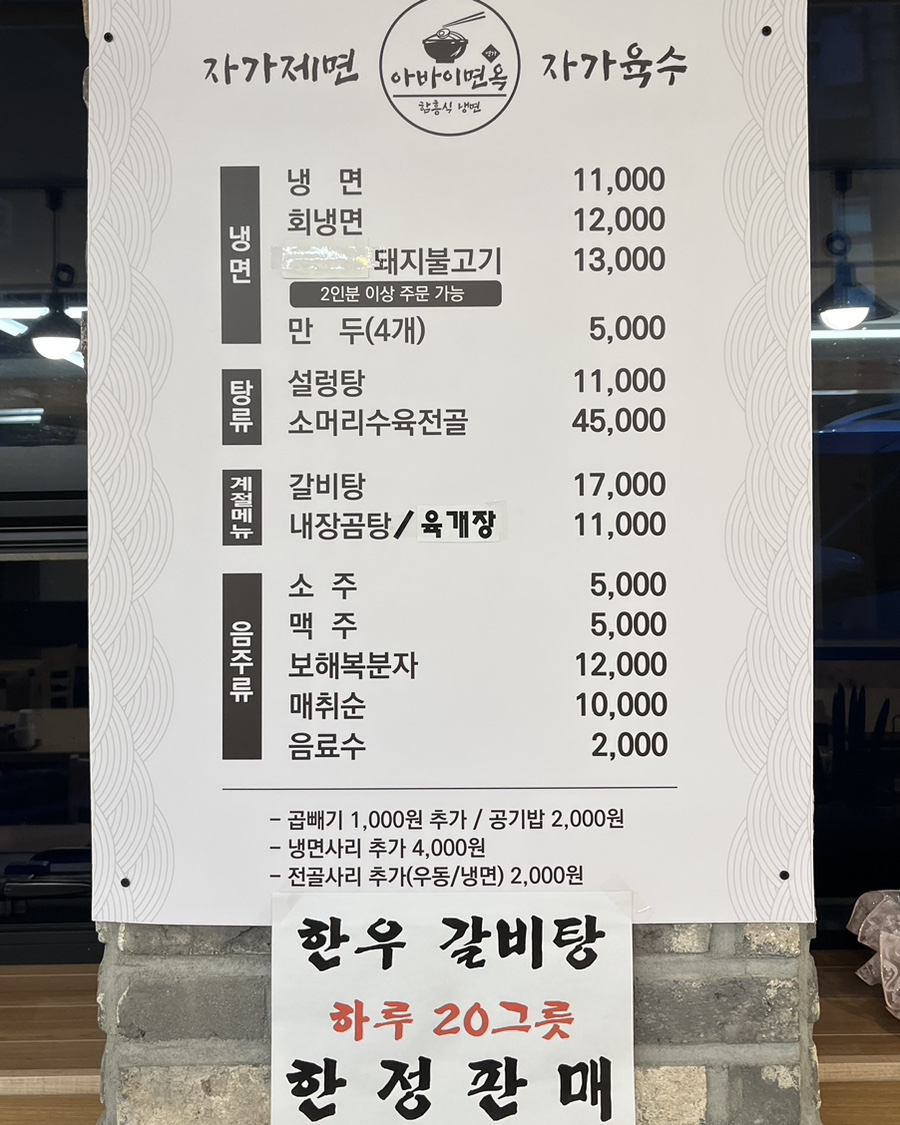 자가제면
명가
아바이면옥
함흥식 냉면
자가육수
냉면
냉 면 11,000
회냉면 12,000
돼지불고기 13,000
2인분 이상 주문 가능
만 두(4개) 5,000
탕류
설렁탕 11,000
소머리수육전골 45,000
계절메뉴
갈비탕 17,000
내장곰탕/육개장 11,000
음주류
소 주 5,000
맥 주 5,000
보해복분자 12,000
매취순 10,000
음료수 2,000
- 곱빼기 1,000원 추가 / 공기밥 2,000원
- 냉면사리 추가 4,000원
- 전골사리 추가(우동/냉면) 2,000원
한우 갈비탕
하루 20그릇
한정판매